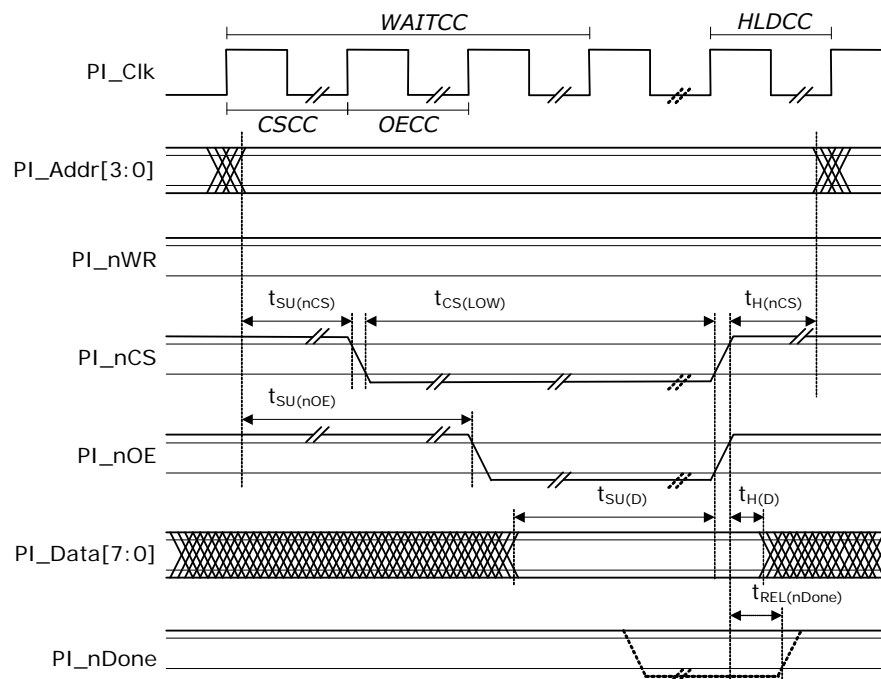 WAITCC
HLDCC
PI_Clk
CSCC
OECC
PI_Addr[3:0]
PI_nWR
tSU(nCS)
tCS(LOW)
tH(nCS)
PI_nCS
tSU(nOE)
PI_nOE
tSU(D)
tH(D)
PI_Data[7:0]
tREL(nDone)
PI_nDone